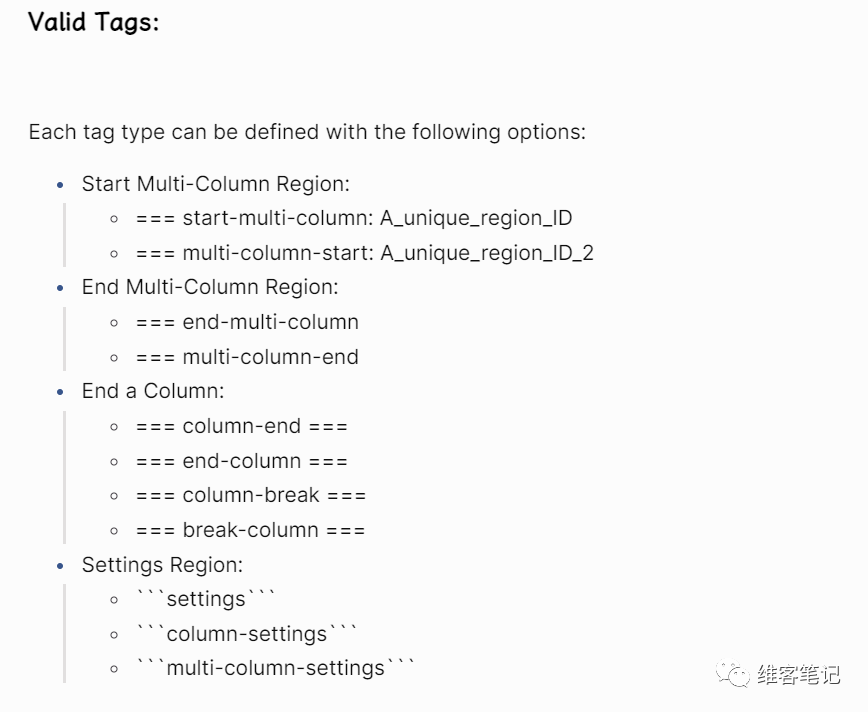 Valid Tags:
Each tag type can be defined with the following options:
Start Multi-Column Region:
=== start-multi-column: A_unique_region_ID
=== multi-column-start: A_unique_region_ID_2
End Multi-Column Region:
=== end-multi-column
=== multi-column-end
End a Column:
=== column-end ===
=== end-column ===
=== column-break ===
=== break-column ===
Settings Region:
```settings```
```column-settings```
```multi-column-settings```
维客笔记